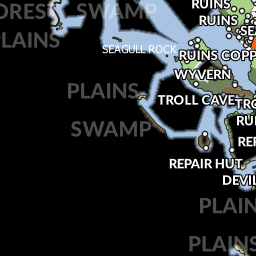 FOREST SWAMP
RUINS
RUINS
PLAINS
SEAGULL ROCK
RUINS COPP
WYVERN
PLAINS
TROLL CAVE
SWAMP
REPAIR HUT
DEVIL
PLAINS
PLAINS